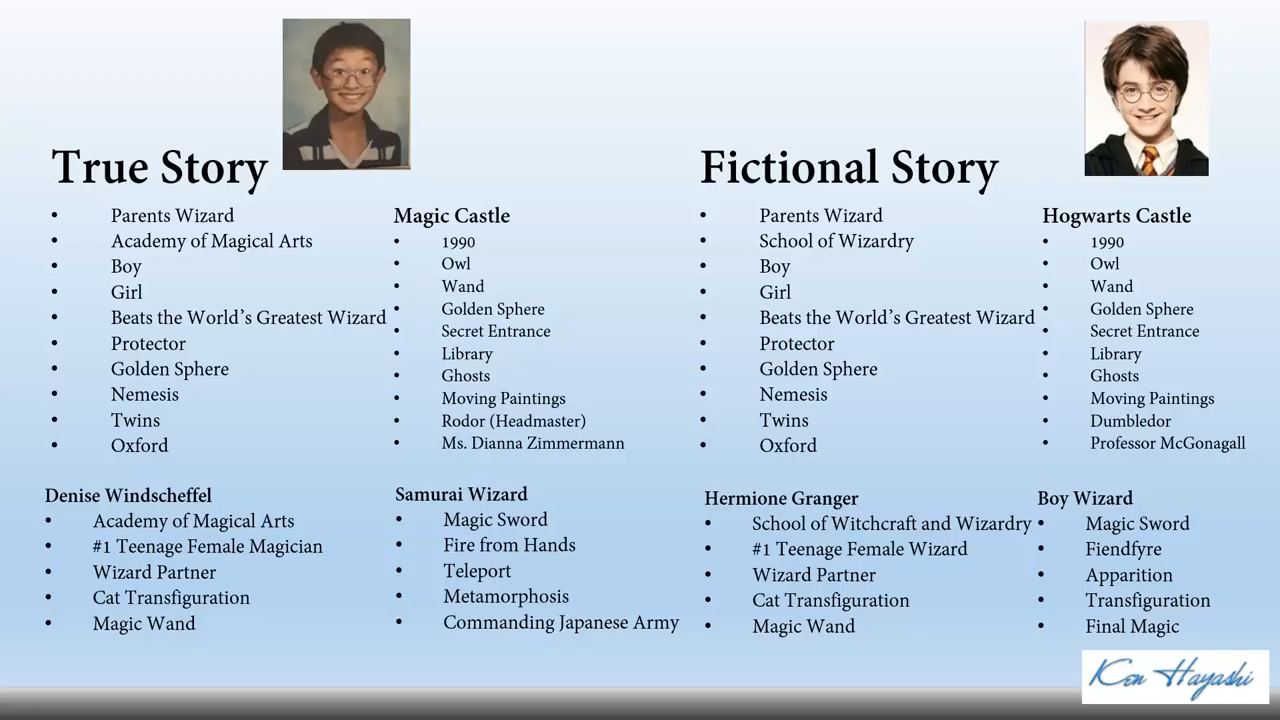 True Story
Parents Wizard
Academy of Magical Arts
Boy
Girl
Beats the World's Greatest Wizard
Protector
Golden Sphere
Nemesis
Twins
Oxford
Magic Castle
1990
Owl
Wand
Golden Sphere
Secret Entrance
Library
Ghosts
Moving Paintings
Rodor (Headmaster)
Ms. Dianna Zimmermann
Denise Windscheffel
Academy of Magical Arts
#1 Teenage Female Magician
Wizard Partner
Cat Transfiguration
Magic Wand
Samurai Wizard
Magic Sword
Fire from Hands
Teleport
Metamorphosis
Commanding Japanese Army
Fictional Story
Parents Wizard
School of Wizardry
Boy
Girl
Beats the World's Greatest Wizard
Protector
Golden Sphere
Nemesis
Twins
Oxford
Hogwarts Castle
1990
Owl
Wand
Golden Sphere
Secret Entrance
Library
Ghosts
Moving Paintings
Dumbledor
Professor McGonagall
Hermione Granger
School of Witchcraft and Wizardry
#1 Teenage Female Wizard
Wizard Partner
Cat Transfiguration
Magic Wand
Boy Wizard
Magic Sword
Fiendfyre
Apparition
Transfiguration
Final Magic
Ken Hayashi